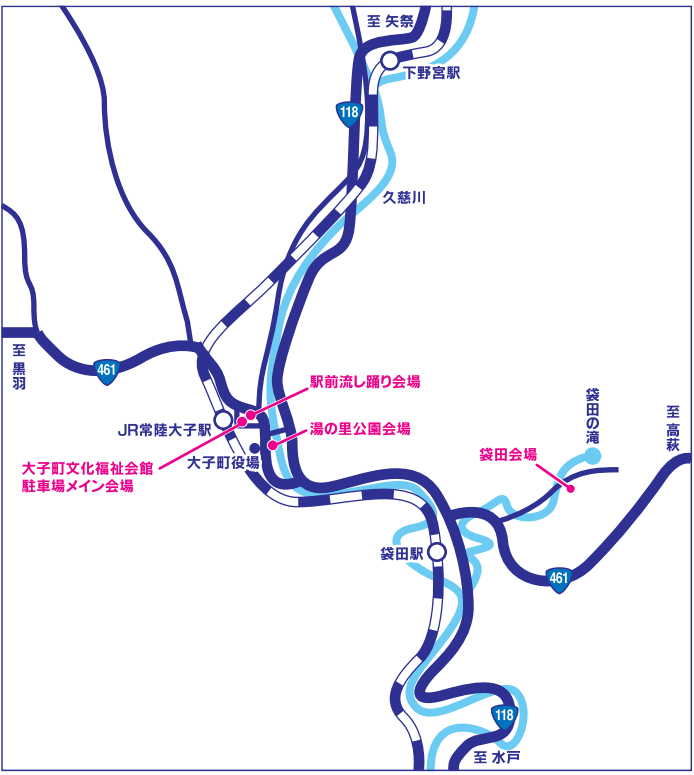 至 矢祭
下野宮駅
118
久慈川
至 黒羽
461
駅前流し踊り会場
JR常陸大子駅
湯の里公園会場
大子町役場
大子町文化福祉会館
駐車場メイン会場
袋田の滝
至 高萩
袋田会場
袋田駅
461
118
至 水戸